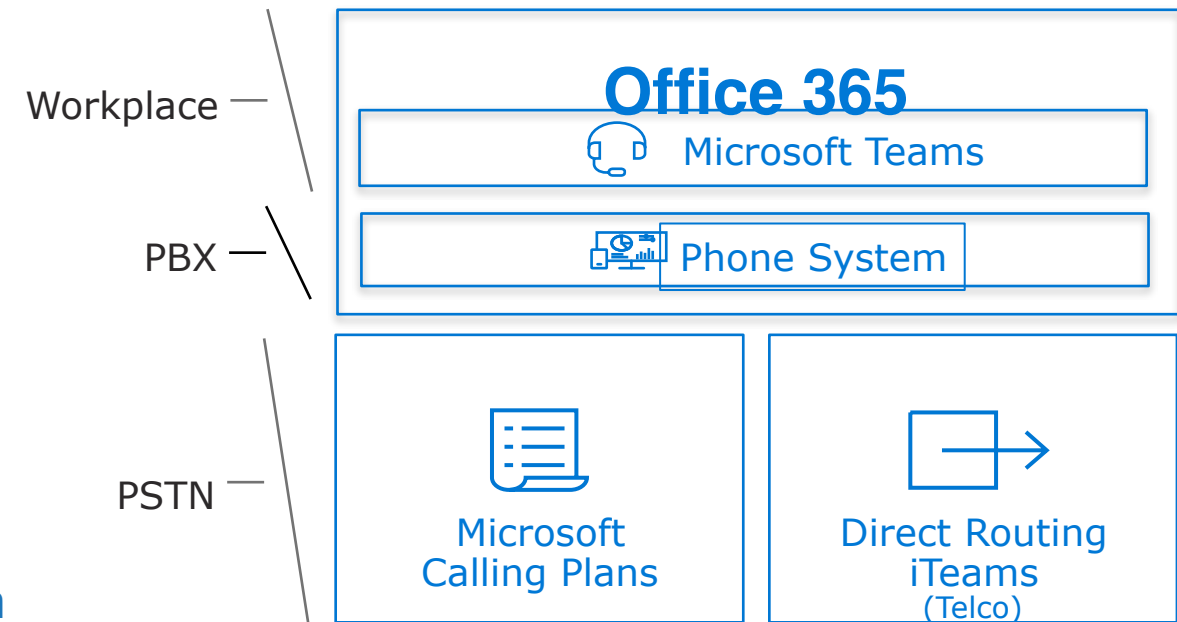 Office 365
Workplace
Microsoft Teams
PBX
Phone System
PSTN
Microsoft
Calling Plans
Direct Routing
iTeams
(Telco)